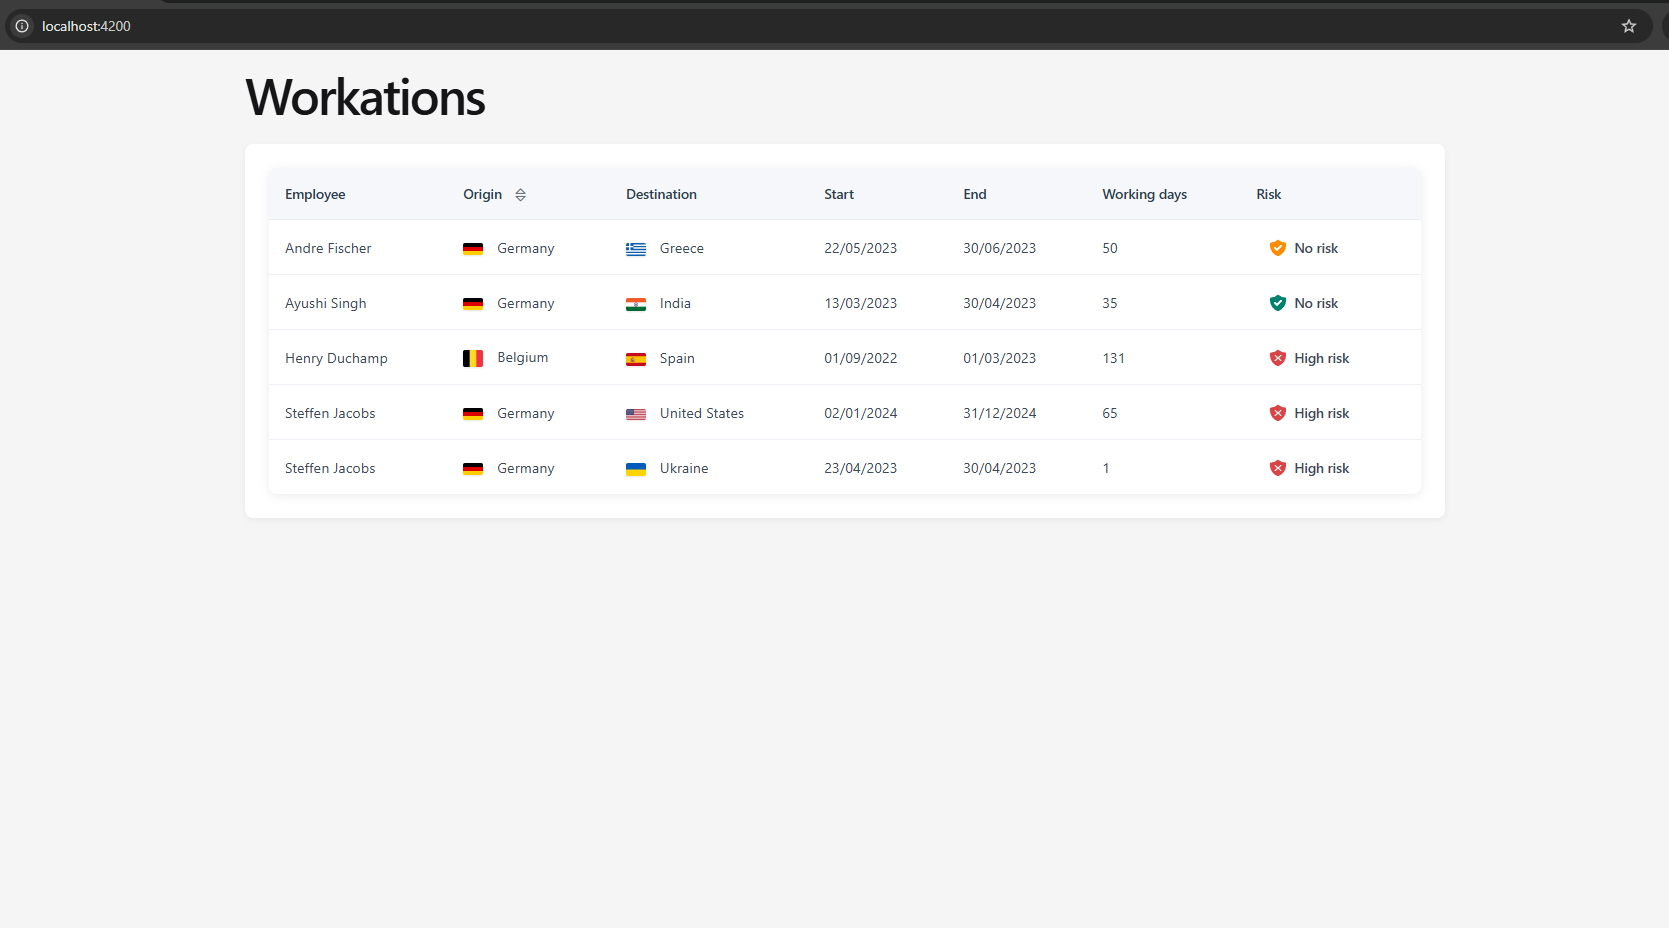 localhost:4200
Workations
Employee Origin Destination Start End Working days Risk
Andre Fischer Germany Greece 22/05/2023 30/06/2023 50 No risk
Ayushi Singh Germany India 13/03/2023 30/04/2023 35 No risk
Henry Duchamp Belgium Spain 01/09/2022 01/03/2023 131 High risk
Steffen Jacobs Germany United States 02/01/2024 31/12/2024 65 High risk
Steffen Jacobs Germany Ukraine 23/04/2023 30/04/2023 1 High risk